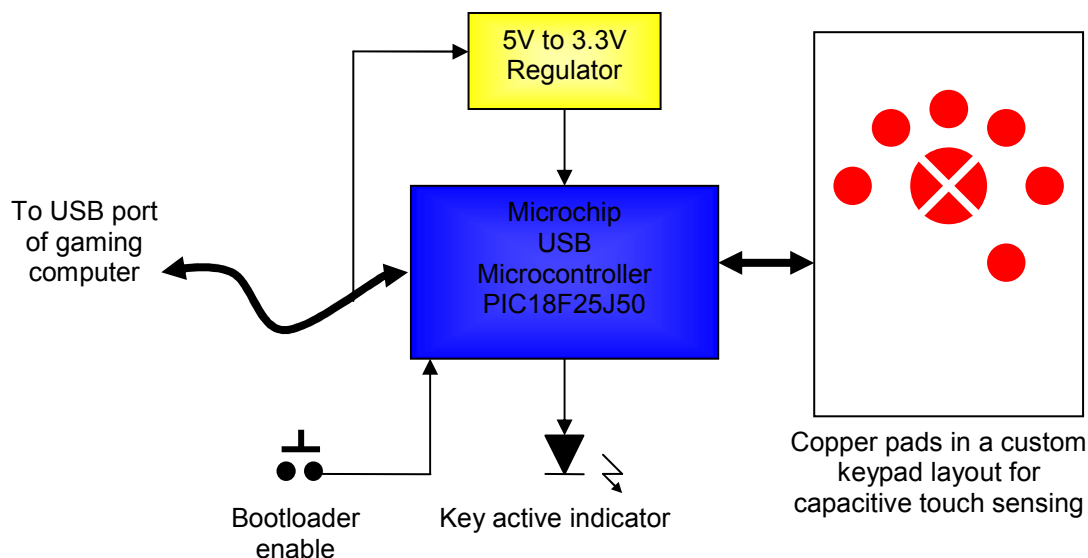 5V to 3.3V
Regulator
To USB port
of gaming
computer
Microchip
USB
Microcontroller
PIC18F25J50
Bootloader
enable
Key active indicator
Copper pads in a custom
keypad layout for
capacitive touch sensing